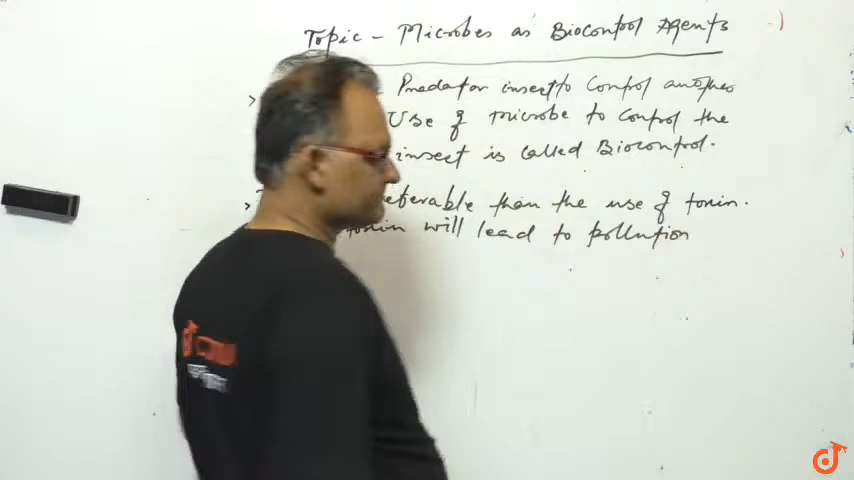 Topic - Microbes as Biocontrol Agents
> Predator insect to Control another
Use of microbe to control the
insect is called Biocontrol.
> eferable than the use of toxin.
toxin will lead to pollution